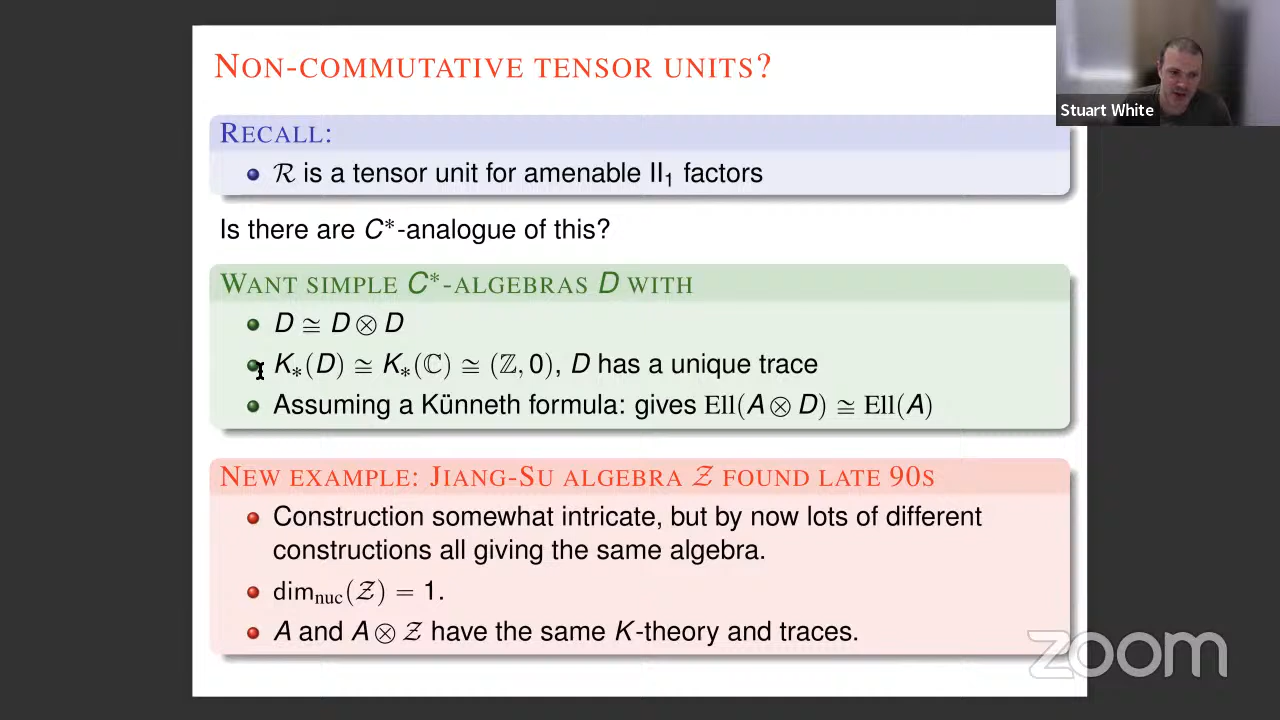 NON-COMMUTATIVE TENSOR UNITS?
Stuart White
RECALL:
ℛ is a tensor unit for amenable II₁ factors
Is there are C*-analogue of this?
WANT SIMPLE C*-ALGEBRAS D WITH
D ≅ D ⊗ D
K∗(D) ≅ K∗(ℂ) ≅ (ℤ, 0), D has a unique trace
Assuming a Künneth formula: gives Ell(A ⊗ D) ≅ Ell(A)
NEW EXAMPLE: JIANG-SU ALGEBRA 𝒵 FOUND LATE 90S
Construction somewhat intricate, but by now lots of different
constructions all giving the same algebra.
dim_nuc(𝒵) = 1.
A and A ⊗ 𝒵 have the same K-theory and traces.
zoom